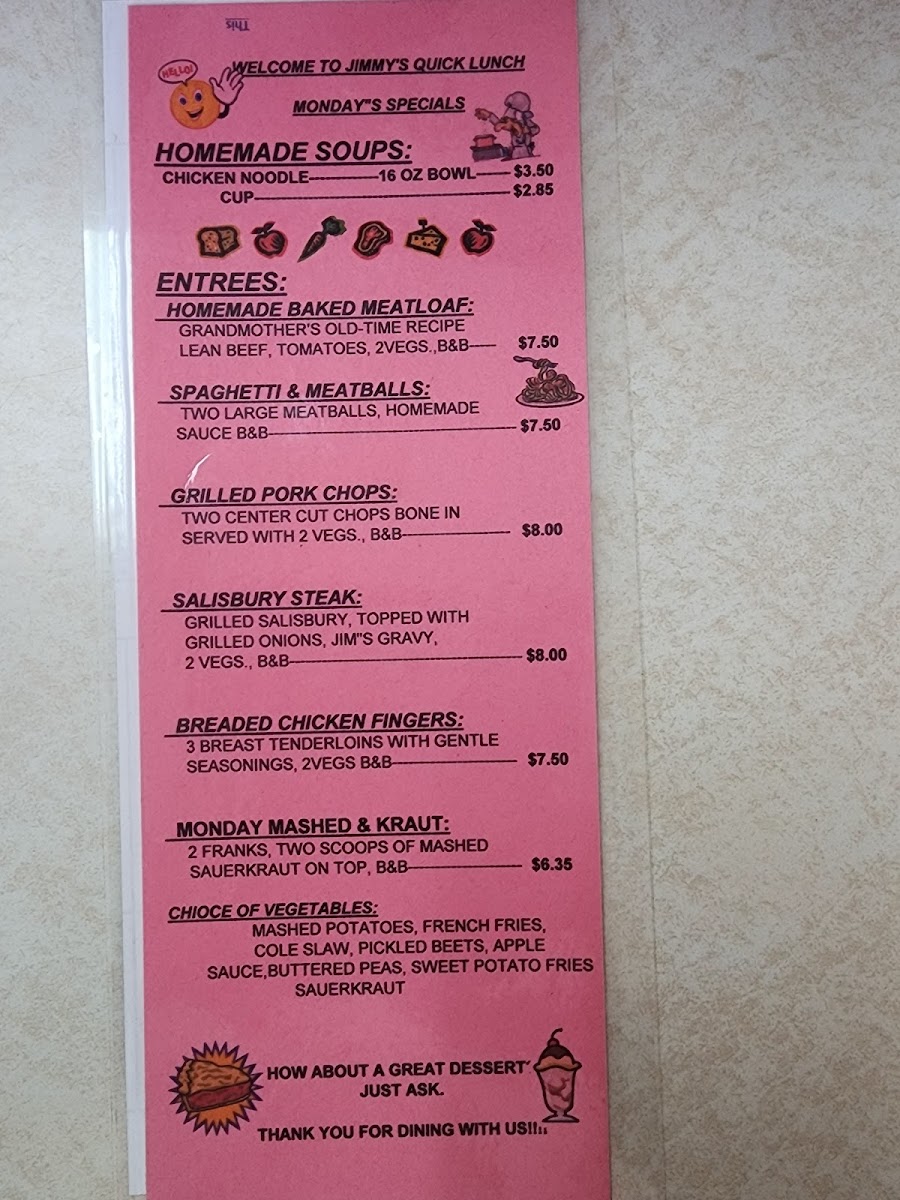 This
HELLO!
WELCOME TO JIMMY'S QUICK LUNCH
MONDAY"S SPECIALS
HOMEMADE SOUPS:
CHICKEN NOODLE-------------16 OZ BOWL------ $3.50
CUP---------------------------------------------- $2.85
ENTREES:
HOMEMADE BAKED MEATLOAF:
GRANDMOTHER'S OLD-TIME RECIPE
LEAN BEEF, TOMATOES, 2VEGS.,B&B----- $7.50
SPAGHETTI & MEATBALLS:
TWO LARGE MEATBALLS, HOMEMADE
SAUCE B&B--------------------------------------------- $7.50
GRILLED PORK CHOPS:
TWO CENTER CUT CHOPS BONE IN
SERVED WITH 2 VEGS., B&B-------------------- $8.00
SALISBURY STEAK:
GRILLED SALISBURY, TOPPED WITH
GRILLED ONIONS, JIM"S GRAVY,
2 VEGS., B&B------------------------------------------ $8.00
BREADED CHICKEN FINGERS:
3 BREAST TENDERLOINS WITH GENTLE
SEASONINGS, 2VEGS B&B----------------------- $7.50
MONDAY MASHED & KRAUT:
2 FRANKS, TWO SCOOPS OF MASHED
SAUERKRAUT ON TOP, B&B--------------------- $6.35
CHIOCE OF VEGETABLES:
MASHED POTATOES, FRENCH FRIES,
COLE SLAW, PICKLED BEETS, APPLE
SAUCE,BUTTERED PEAS, SWEET POTATO FRIES
SAUERKRAUT
HOW ABOUT A GREAT DESSERT
JUST ASK.
THANK YOU FOR DINING WITH US!!!!